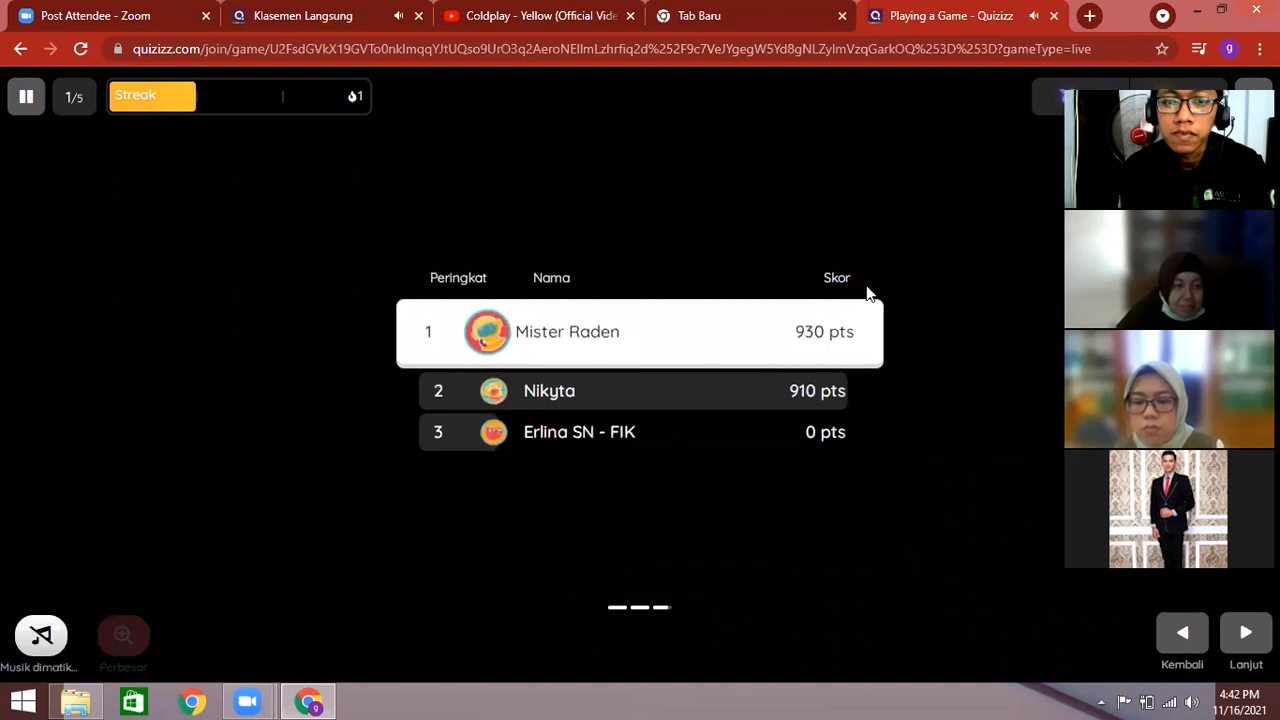 Post Attendee - Zoom
Klasemen Langsung
Coldplay - Yellow (Official Vide
Tab Baru
Playing a Game - Quizizz
quizizz.com/join/game/U2FsdGVkX19GVTo0nklmqqYJtUQso9UrO3q2AeroNEIlmLzhrfiq2d%252F9c7VeJYgegW5Yd8gNLZylmVzqGarkOQ%253D%253D?gameType=live
g
1/5
Streak
1
Peringkat Nama Skor
1 Mister Raden 930 pts
2 Nikyta 910 pts
3 Erlina SN - FIK 0 pts
Musik dimatik...
Perbesar
Kembali
Lanjut
g
4:42 PM
11/16/2021